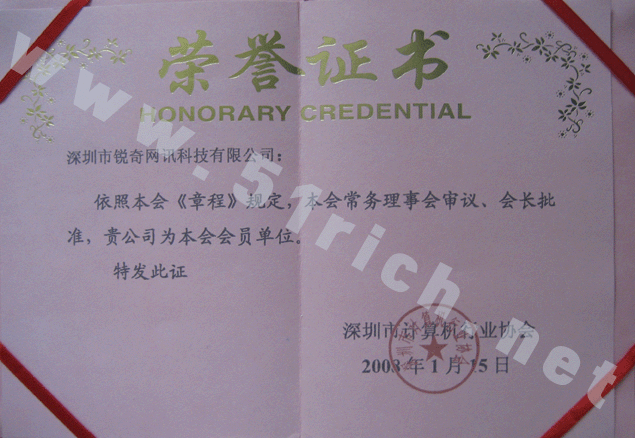 荣誉证书
HONORARY CREDENTIAL
深圳市锐奇网讯科技有限公司：
依照本会《章程》规定，本会常务理事会审议、会长批
准，贵公司为本会会员单位。
特发此证
深圳市计算机行业协会
2008年1月15日
www.51rich.net